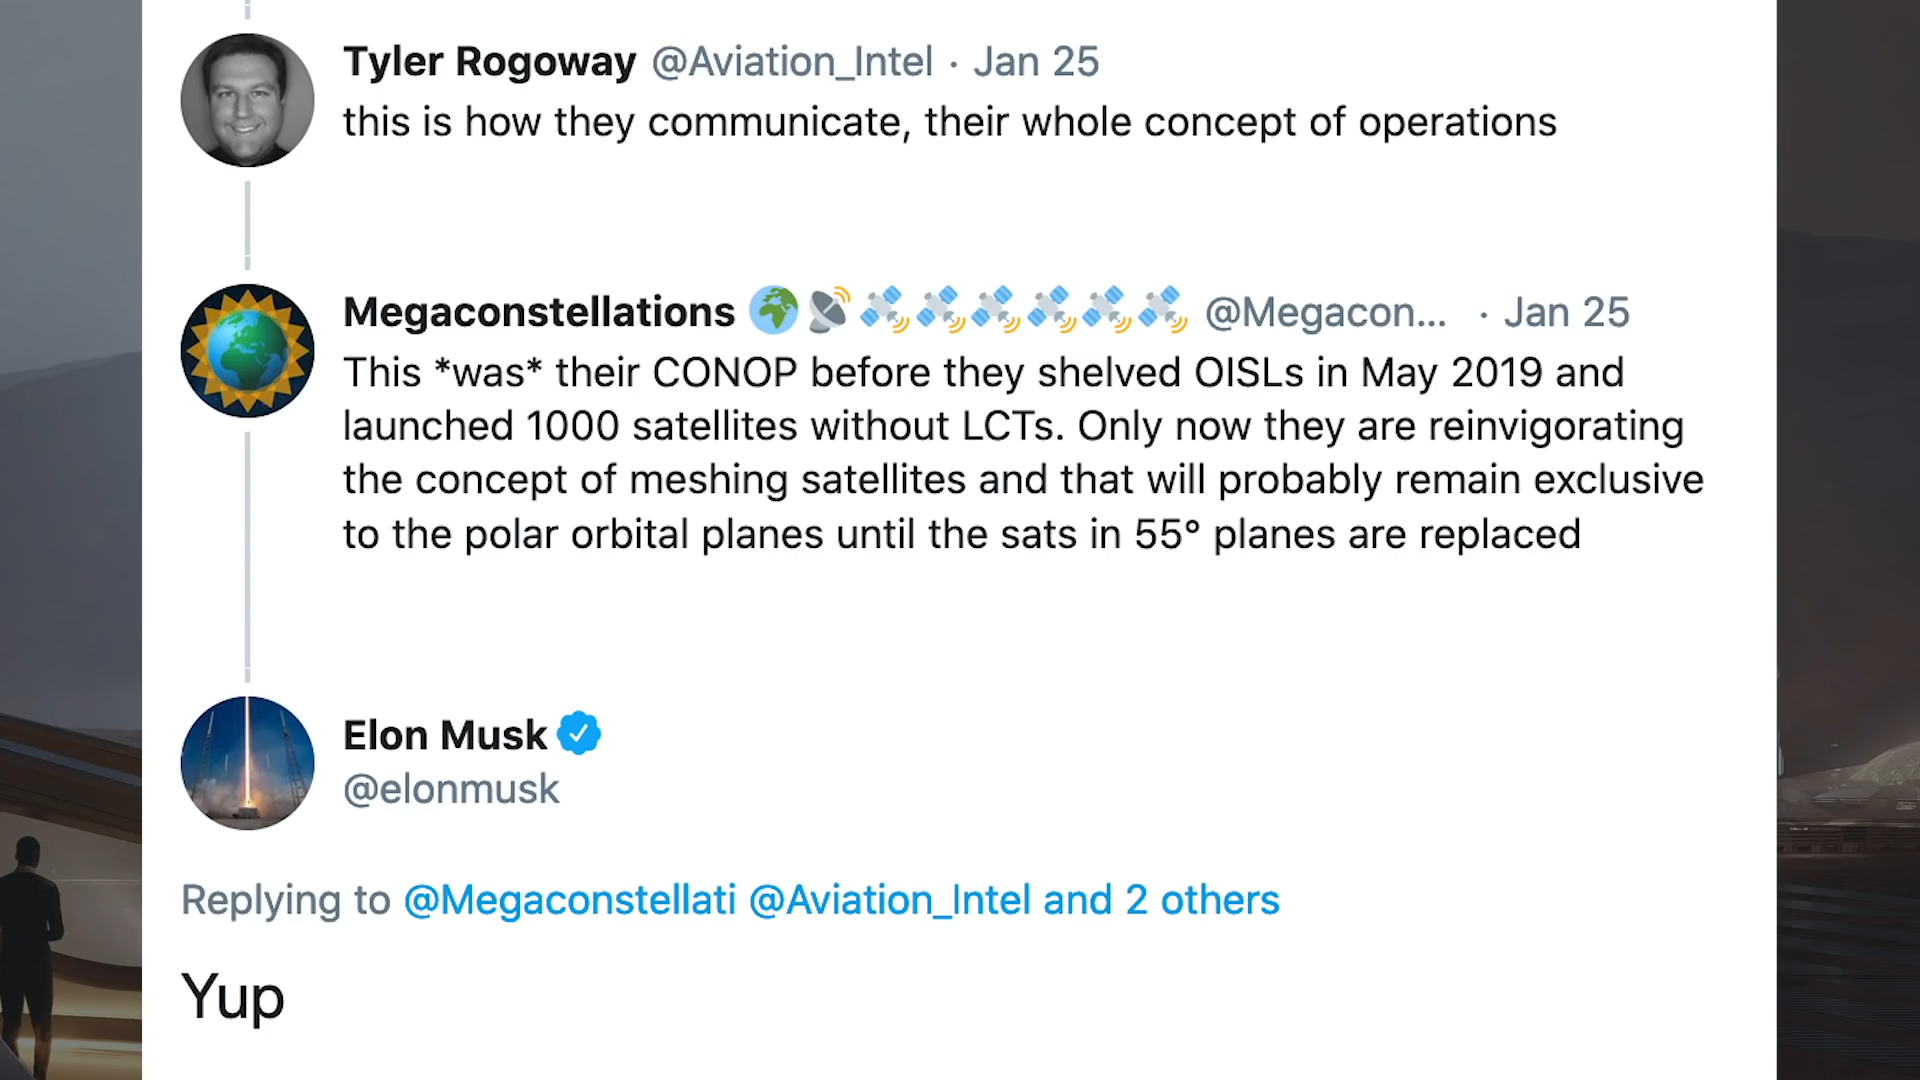 Tyler Rogoway @Aviation_Intel · Jan 25
this is how they communicate, their whole concept of operations
Megaconstellations 🌍📡🛰🛰🛰🛰🛰🛰 @Megacon... · Jan 25
This *was* their CONOP before they shelved OISLs in May 2019 and
launched 1000 satellites without LCTs. Only now they are reinvigorating
the concept of meshing satellites and that will probably remain exclusive
to the polar orbital planes until the sats in 55° planes are replaced
Elon Musk
@elonmusk
Replying to @Megaconstellati @Aviation_Intel and 2 others
Yup